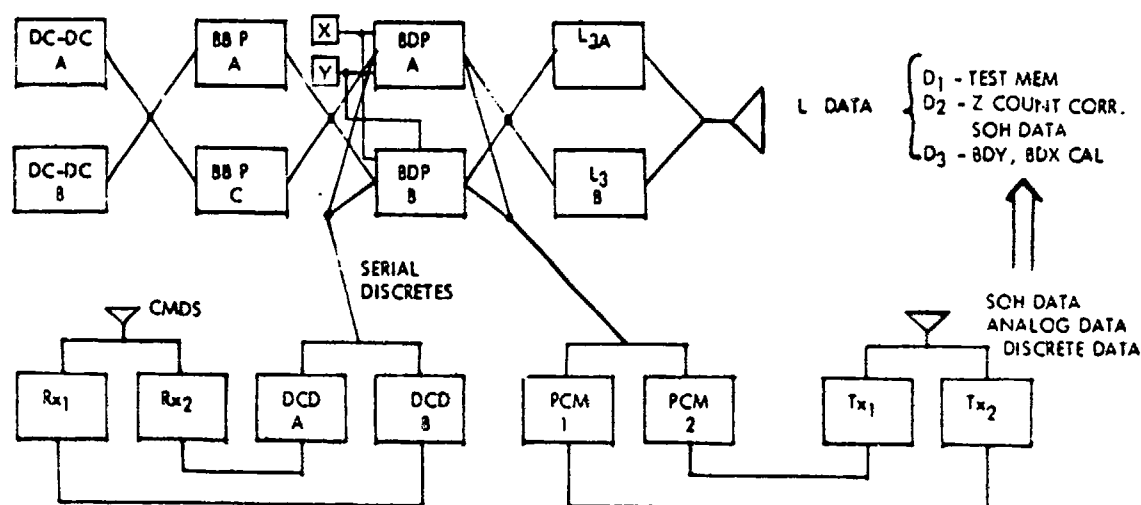 DC-DC
A
BB P
A
X
Y
BDP
A
L3A
DC-DC
B
BB P
C
BDP
B
L3
B
L DATA
D1 - TEST MEM
D2 - Z COUNT CORR.
SOH DATA
D3 - BDY, BDX CAL
SERIAL
DISCRETES
CMDS
SOH DATA
ANALOG DATA
DISCRETE DATA
Rx1
Rx2
DCD
A
DCD
B
PCM
1
PCM
2
Tx1
Tx2